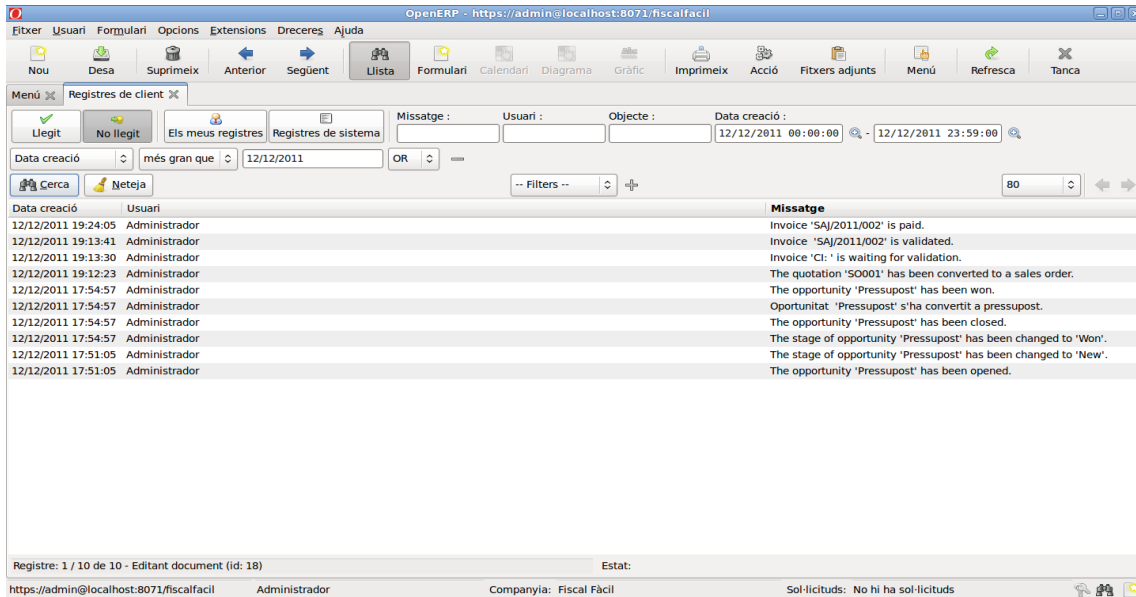 OpenERP - https://admin@localhost:8071/fiscalfacil
Fitxer Usuari Formulari Opcions Extensions Dreceres Ajuda
Nou Desa Suprimeix Anterior Següent Llista Formulari Calendari Diagrama Gràfic Imprimeix Acció Fitxers adjunts Menú Refresca Tanca
Menú Registres de client
Missatge : Usuari : Objecte : Data creació :
Llegit No llegit Els meus registres Registres de sistema 12/12/2011 00:00:00 - 12/12/2011 23:59:00
Data creació més gran que 12/12/2011 OR
Cerca Neteja -- Filters -- 80
Data creació Usuari Missatge
12/12/2011 19:24:05 Administrador Invoice 'SAJ/2011/002' is paid.
12/12/2011 19:13:41 Administrador Invoice 'SAJ/2011/002' is validated.
12/12/2011 19:13:30 Administrador Invoice 'CI: ' is waiting for validation.
12/12/2011 19:12:23 Administrador The quotation 'SO001' has been converted to a sales order.
12/12/2011 17:54:57 Administrador The opportunity 'Pressupost' has been won.
12/12/2011 17:54:57 Administrador Oportunitat 'Pressupost' s'ha convertit a pressupost.
12/12/2011 17:54:57 Administrador The opportunity 'Pressupost' has been closed.
12/12/2011 17:54:57 Administrador The stage of opportunity 'Pressupost' has been changed to 'Won'.
12/12/2011 17:51:05 Administrador The stage of opportunity 'Pressupost' has been changed to 'New'.
12/12/2011 17:51:05 Administrador The opportunity 'Pressupost' has been opened.
Registre: 1 / 10 de 10 - Editant document (id: 18) Estat:
https://admin@localhost:8071/fiscalfacil Administrador Companyia: Fiscal Fàcil Sol·licituds: No hi ha sol·licituds